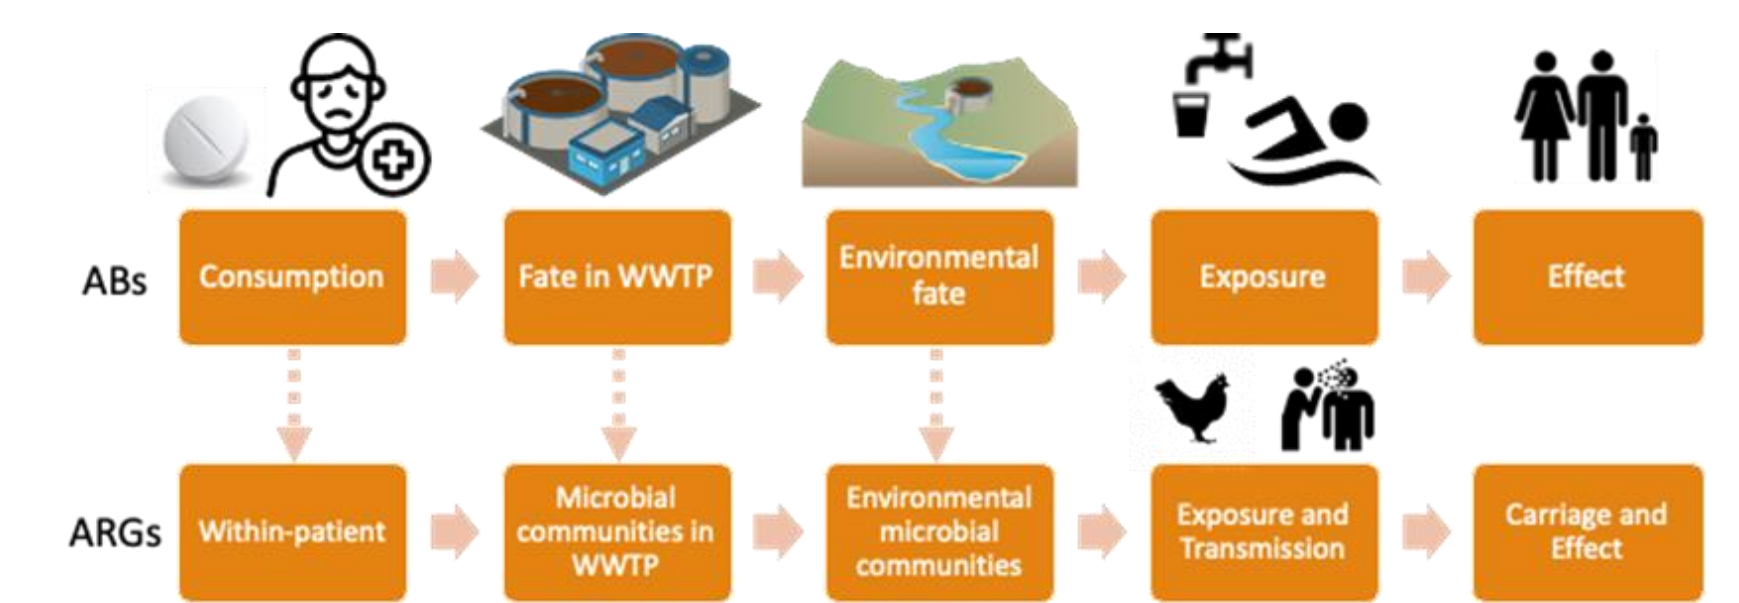 ABs
Consumption
Fate in WWTP
Environmental
fate
Exposure
Effect
ARGs
Within-patient
Microbial
communities in
WWTP
Environmental
microbial
communities
Exposure and
Transmission
Carriage and
Effect